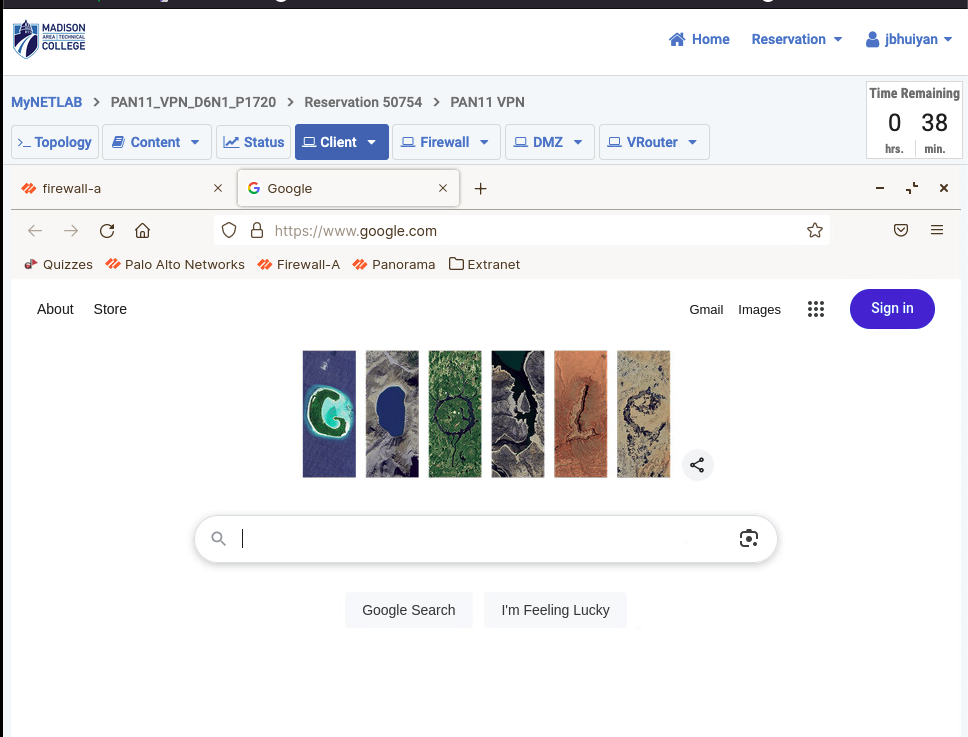 MADISON
AREA TECHNICAL
COLLEGE
Home
Reservation
jbhuiyan
MyNETLAB > PAN11_VPN_D6N1_P1720 > Reservation 50754 > PAN11 VPN
Time Remaining
0 38
hrs. min.
>_ Topology
Content
Status
Client
Firewall
DMZ
VRouter
firewall-a
Google
https://www.google.com
Quizzes
Palo Alto Networks
Firewall-A
Panorama
Extranet
About
Store
Gmail
Images
Sign in
Google Search
I'm Feeling Lucky